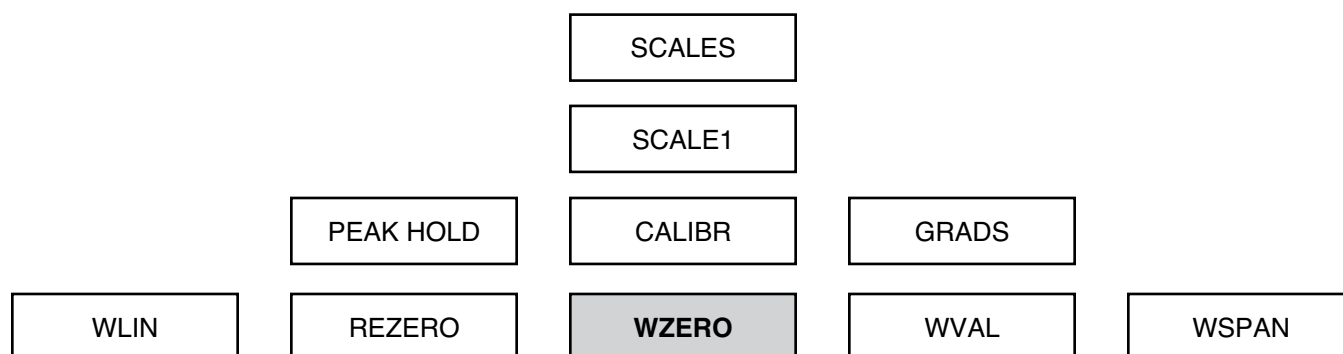 SCALES
SCALE1
PEAK HOLD CALIBR GRADS
WLIN REZERO WZERO WVAL WSPAN